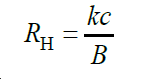 R_H = kc/B